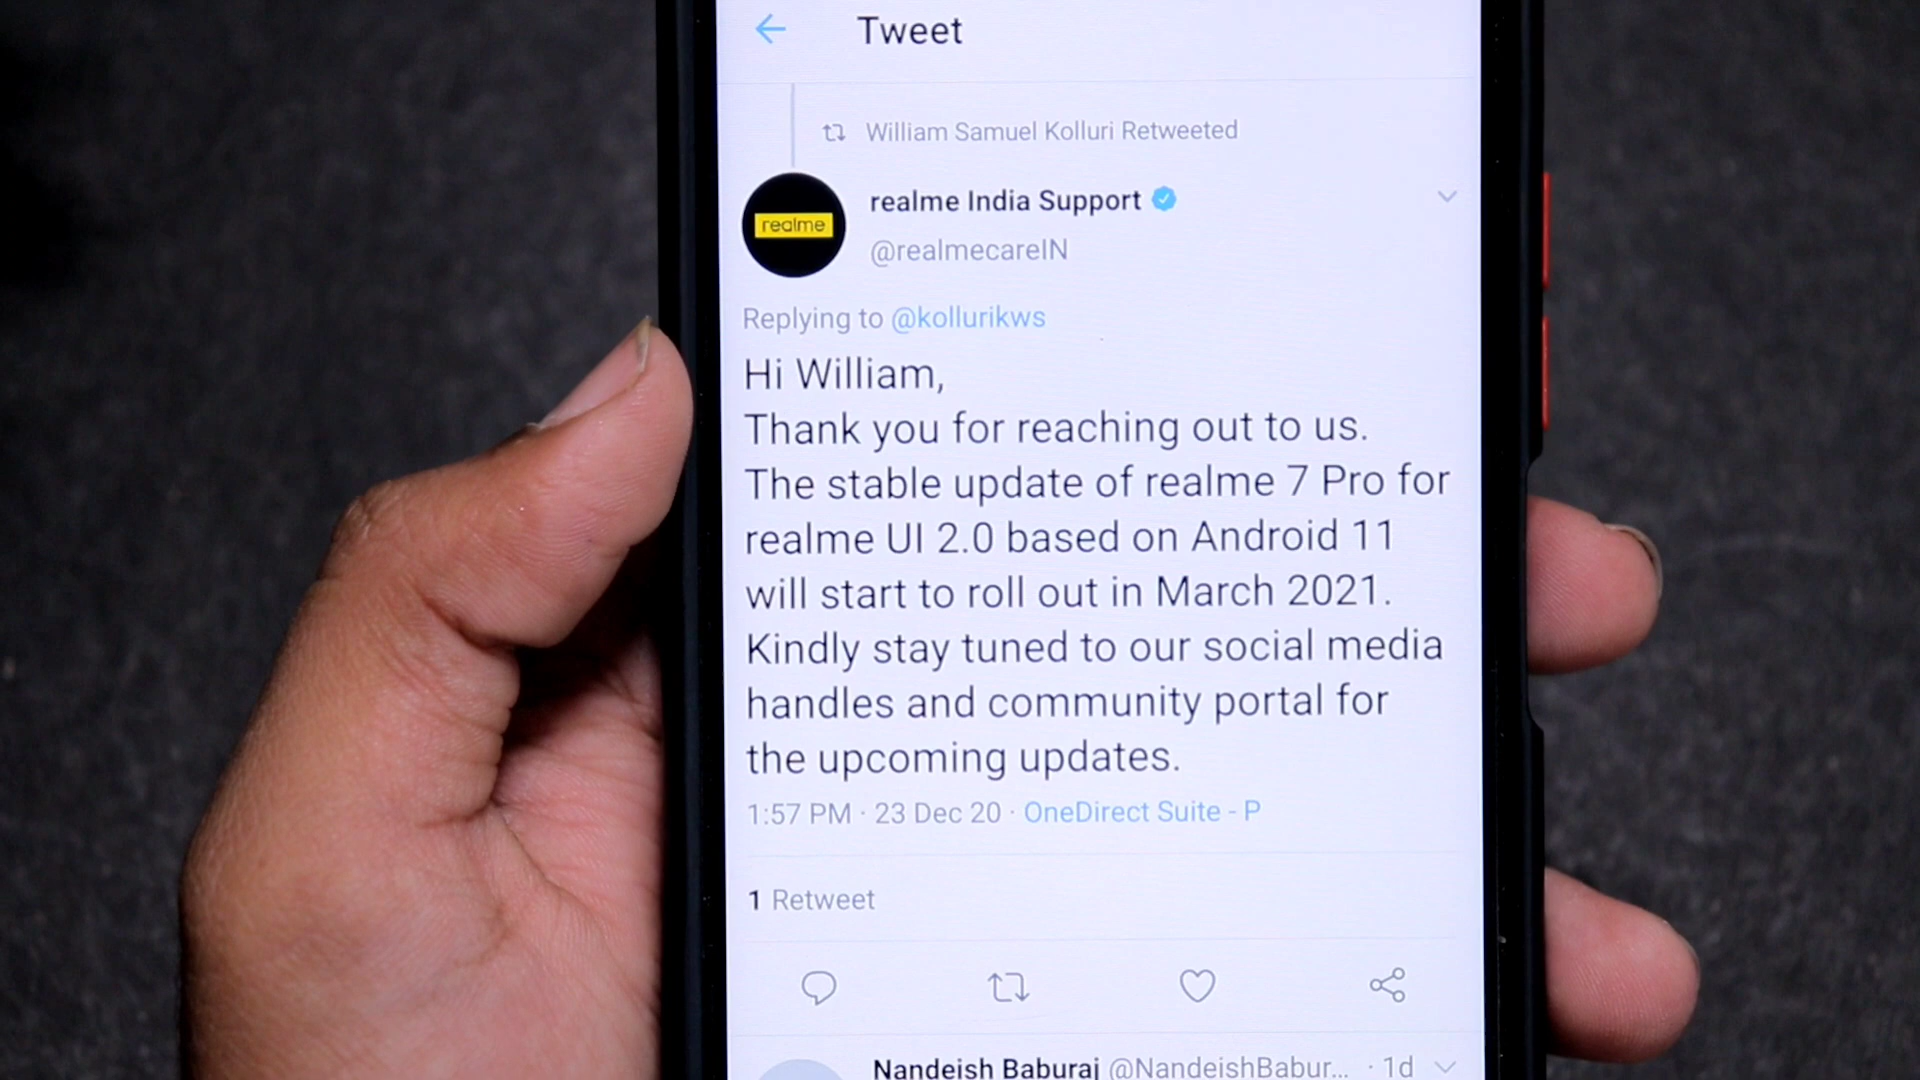 Tweet
William Samuel Kolluri Retweeted
realme
realme India Support
@realmecareIN
Replying to @kollurikws
Hi William,
Thank you for reaching out to us.
The stable update of realme 7 Pro for
realme UI 2.0 based on Android 11
will start to roll out in March 2021.
Kindly stay tuned to our social media
handles and community portal for
the upcoming updates.
1:57 PM · 23 Dec 20 · OneDirect Suite - P
1 Retweet
Nandeish Baburaj @NandeishBabur... · 1d